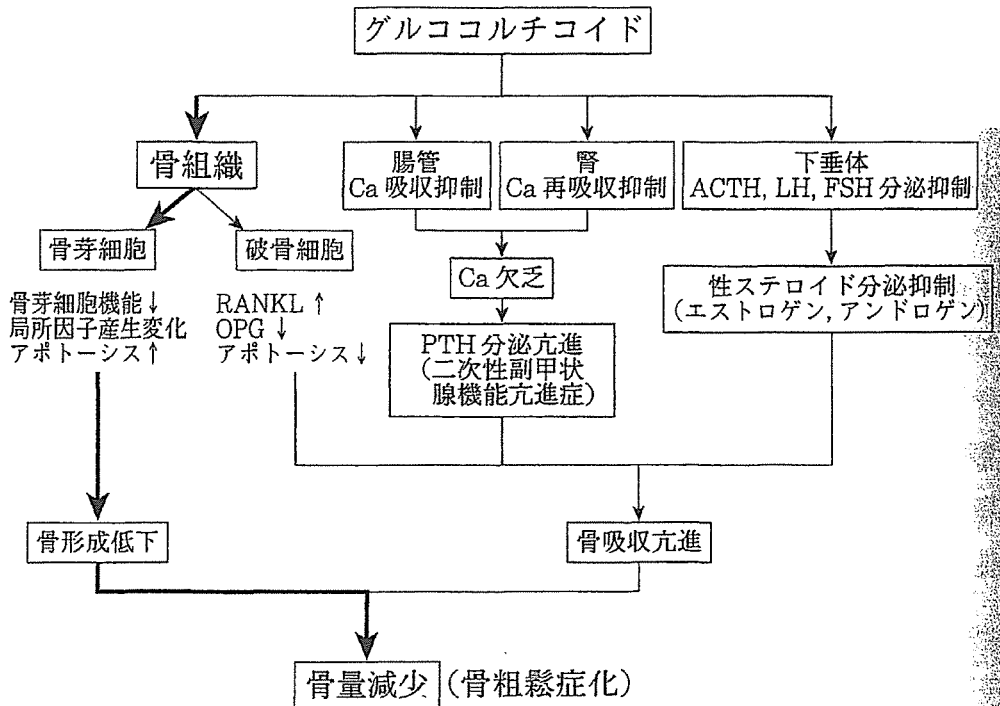 グルココルチコイド
骨組織
腸管
Ca 吸収抑制
腎
Ca 再吸収抑制
下垂体
ACTH, LH, FSH 分泌抑制
骨芽細胞
破骨細胞
Ca 欠乏
性ステロイド分泌抑制
(エストロゲン, アンドロゲン)
骨芽細胞機能↓
局所因子産生変化
アポトーシス↑
RANKL ↑
OPG ↓
アポトーシス↓
PTH 分泌亢進
(二次性副甲状
腺機能亢進症)
骨形成低下
骨吸収亢進
骨量減少 (骨粗鬆症化)